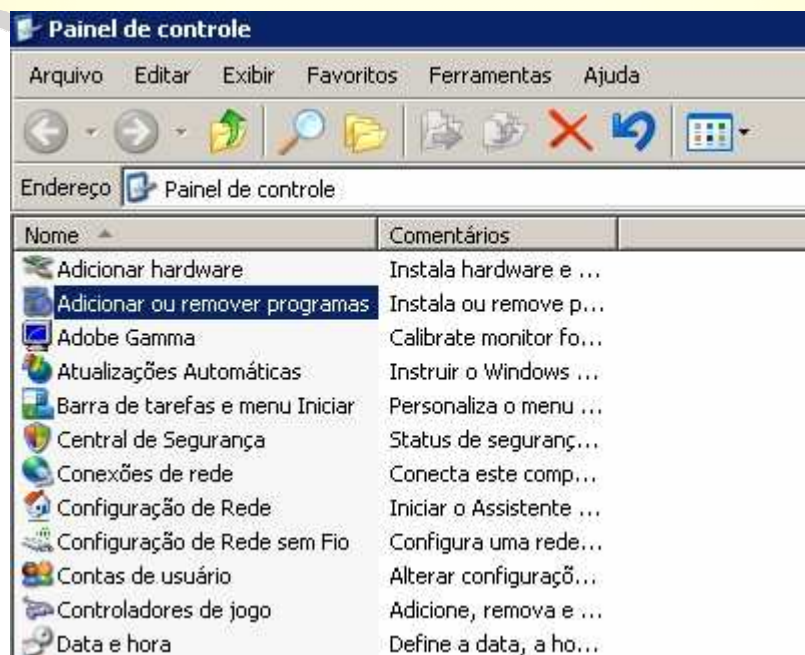 Painel de controle
Arquivo Editar Exibir Favoritos Ferramentas Ajuda
Endereço Painel de controle
Nome Comentários
Adicionar hardware Instala hardware e ...
Adicionar ou remover programas Instala ou remove p...
Adobe Gamma Calibrate monitor fo...
Atualizações Automáticas Instruir o Windows ...
Barra de tarefas e menu Iniciar Personaliza o menu ...
Central de Segurança Status de seguranç...
Conexões de rede Conecta este comp...
Configuração de Rede Iniciar o Assistente ...
Configuração de Rede sem Fio Configura uma rede...
Contas de usuário Alterar configuraçõ...
Controladores de jogo Adicione, remova e ...
Data e hora Define a data, a ho...